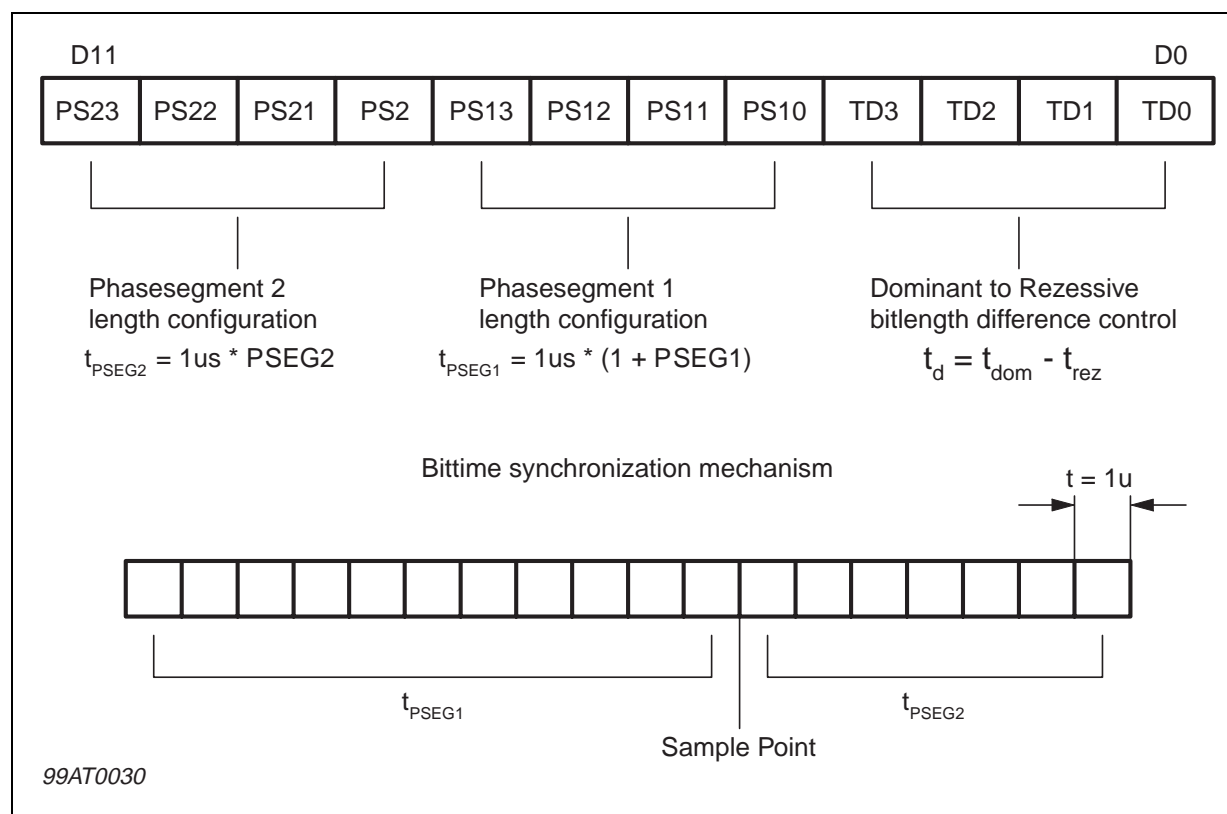 D11 D0
PS23 PS22 PS21 PS2 PS13 PS12 PS11 PS10 TD3 TD2 TD1 TD0
Phasesegment 2
length configuration
tPSEG2 = 1us * PSEG2
Phasesegment 1
length configuration
tPSEG1 = 1us * (1 + PSEG1)
Dominant to Rezessive
bitlength difference control
td = tdom - trez
Bittime synchronization mechanism
t = 1u
tPSEG1
tPSEG2
Sample Point
99AT0030